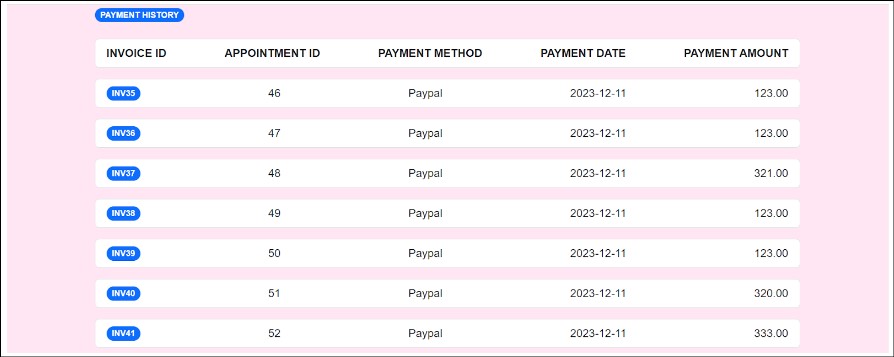 PAYMENT HISTORY
INVOICE ID APPOINTMENT ID PAYMENT METHOD PAYMENT DATE PAYMENT AMOUNT
INV35 46 Paypal 2023-12-11 123.00
INV36 47 Paypal 2023-12-11 123.00
INV37 48 Paypal 2023-12-11 321.00
INV38 49 Paypal 2023-12-11 123.00
INV39 50 Paypal 2023-12-11 123.00
INV40 51 Paypal 2023-12-11 320.00
INV41 52 Paypal 2023-12-11 333.00